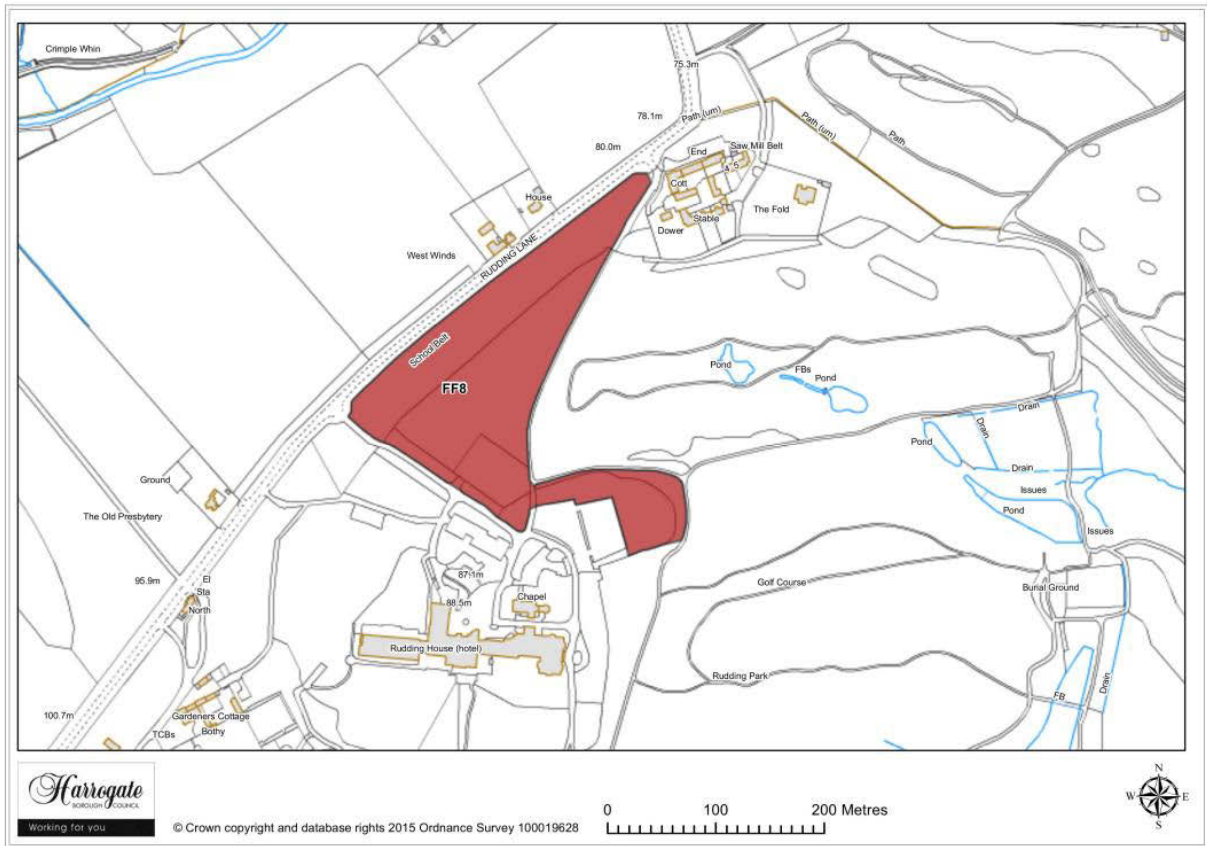 Crimple Whin
75.3m
78.1m
Path (um)
80.0m
Path (um)
Path
End
Saw Mill Belt
4 5
Cott
House
The Fold
Stable
Dower
West Winds
RUDDING LANE
School Belt
FF8
Pond
FBs
Pond
Drain
Drain
Pond
Drain
Ground
Issues
Pond
The Old Presbytery
Issues
95.9m
El
Sta
North
87.1m
88.5m
Chapel
Golf Course
Burial Ground
Rudding House (hotel)
Rudding Park
FB
Drain
100.7m
Gardeners Cottage
TCBs
Bothy
Harrogate
BOROUGH COUNCIL
Working for you
© Crown copyright and database rights 2015 Ordnance Survey 100019628
0 100 200 Metres
N
W E
S